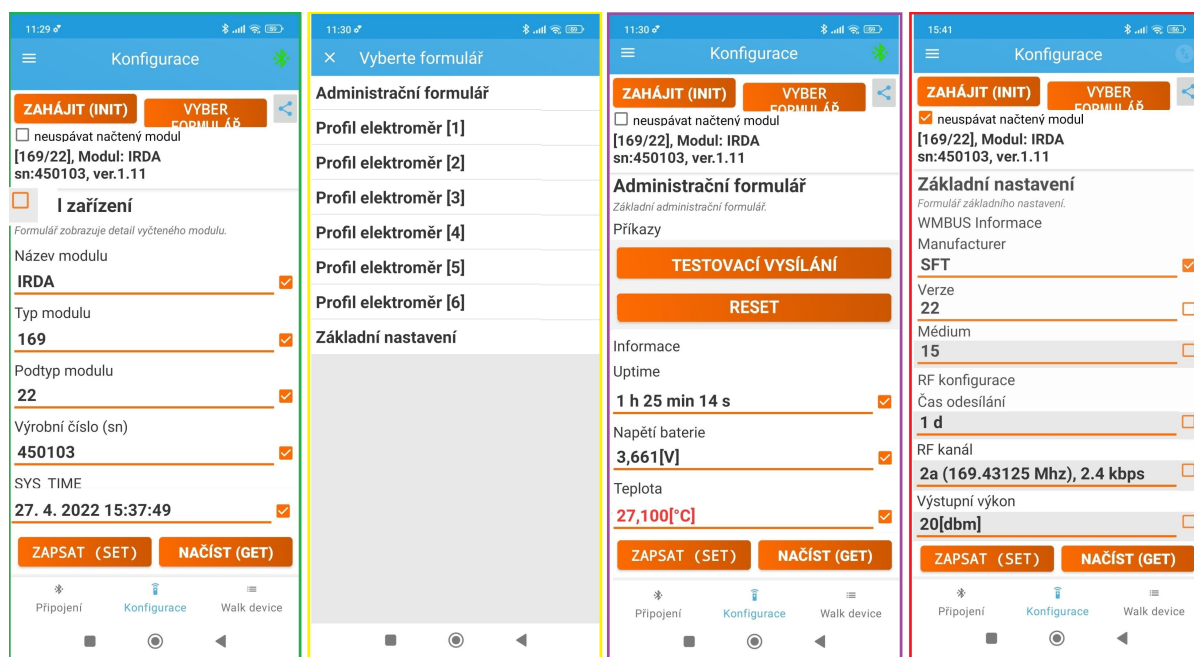 11:29
59
Konfigurace
ZAHÁJIT (INIT)
VYBER
FORMULÁŘ
neuspávat načtený modul
[169/22], Modul: IRDA
sn:450103, ver.1.11
l zařízení
Formulář zobrazuje detail vyčteného modulu.
Název modulu
IRDA
Typ modulu
169
Podtyp modulu
22
Výrobní číslo (sn)
450103
SYS TIME
27. 4. 2022 15:37:49
ZAPSAT (SET)
NAČÍST (GET)
Připojení
Konfigurace
Walk device
11:30
59
Vyberte formulář
Administrační formulář
Profil elektroměr [1]
Profil elektroměr [2]
Profil elektroměr [3]
Profil elektroměr [4]
Profil elektroměr [5]
Profil elektroměr [6]
Základní nastavení
11:30
59
Konfigurace
ZAHÁJIT (INIT)
VYBER
FORMULÁŘ
neuspávat načtený modul
[169/22], Modul: IRDA
sn:450103, ver.1.11
Administrační formulář
Základní administrační formulář.
Příkazy
TESTOVACÍ VYSÍLÁNÍ
RESET
Informace
Uptime
1 h 25 min 14 s
Napětí baterie
3,661[V]
Teplota
27,100[°C]
ZAPSAT (SET)
NAČÍST (GET)
Připojení
Konfigurace
Walk device
15:41
Konfigurace
ZAHÁJIT (INIT)
VYBER
FORMULÁŘ
neuspávat načtený modul
[169/22], Modul: IRDA
sn:450103, ver.1.11
Základní nastavení
Formulář základního nastavení.
WMBUS Informace
Manufacturer
SFT
Verze
22
Médium
15
RF konfigurace
Čas odesílání
1 d
RF kanál
2a (169.43125 Mhz), 2.4 kbps
Výstupní výkon
20[dbm]
ZAPSAT (SET)
NAČÍST (GET)
Připojení
Konfigurace
Walk device